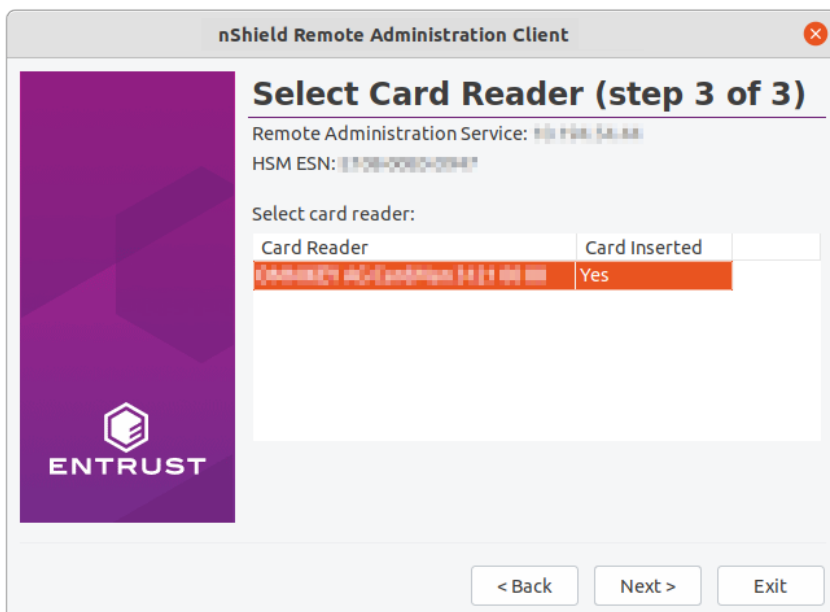 nShield Remote Administration Client
Select Card Reader (step 3 of 3)
Remote Administration Service:
HSM ESN:
Select card reader:
Card Reader Card Inserted
Yes
ENTRUST
< Back Next > Exit